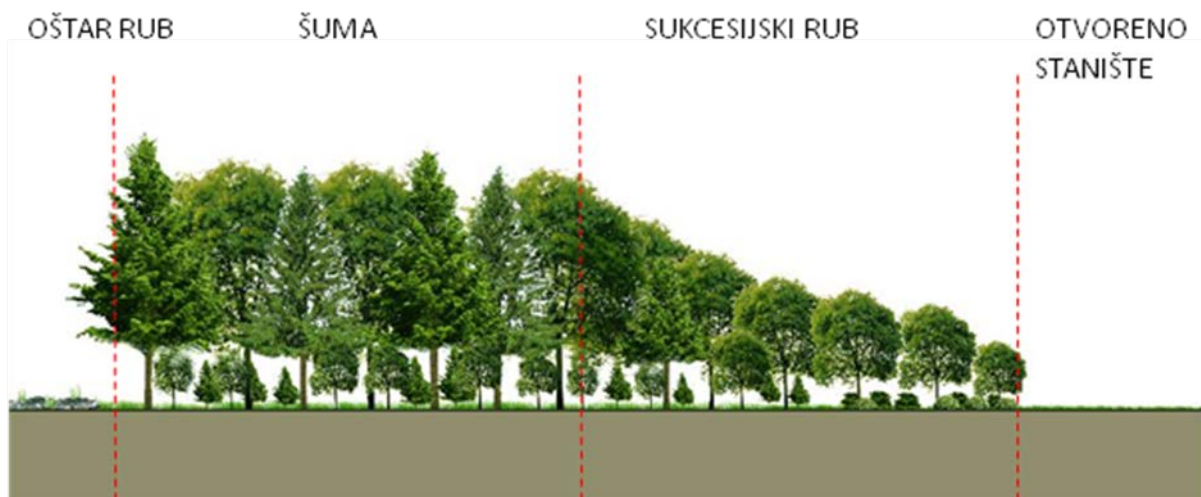 OŠTAR RUB
ŠUMA
SUKCESIJSKI RUB
OTVORENO
STANIŠTE